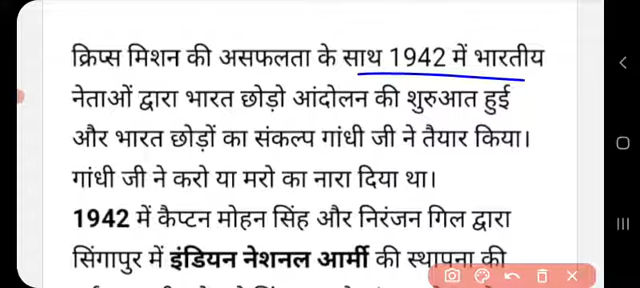 क्रिप्स मिशन की असफलता के साथ 1942 में भारतीय
नेताओं द्वारा भारत छोड़ो आंदोलन की शुरुआत हुई
और भारत छोड़ों का संकल्प गांधी जी ने तैयार किया।
गांधी जी ने करो या मरो का नारा दिया था।
1942 में कैप्टन मोहन सिंह और निरंजन गिल द्वारा
सिंगापुर में इंडियन नेशनल आर्मी की स्थापना की